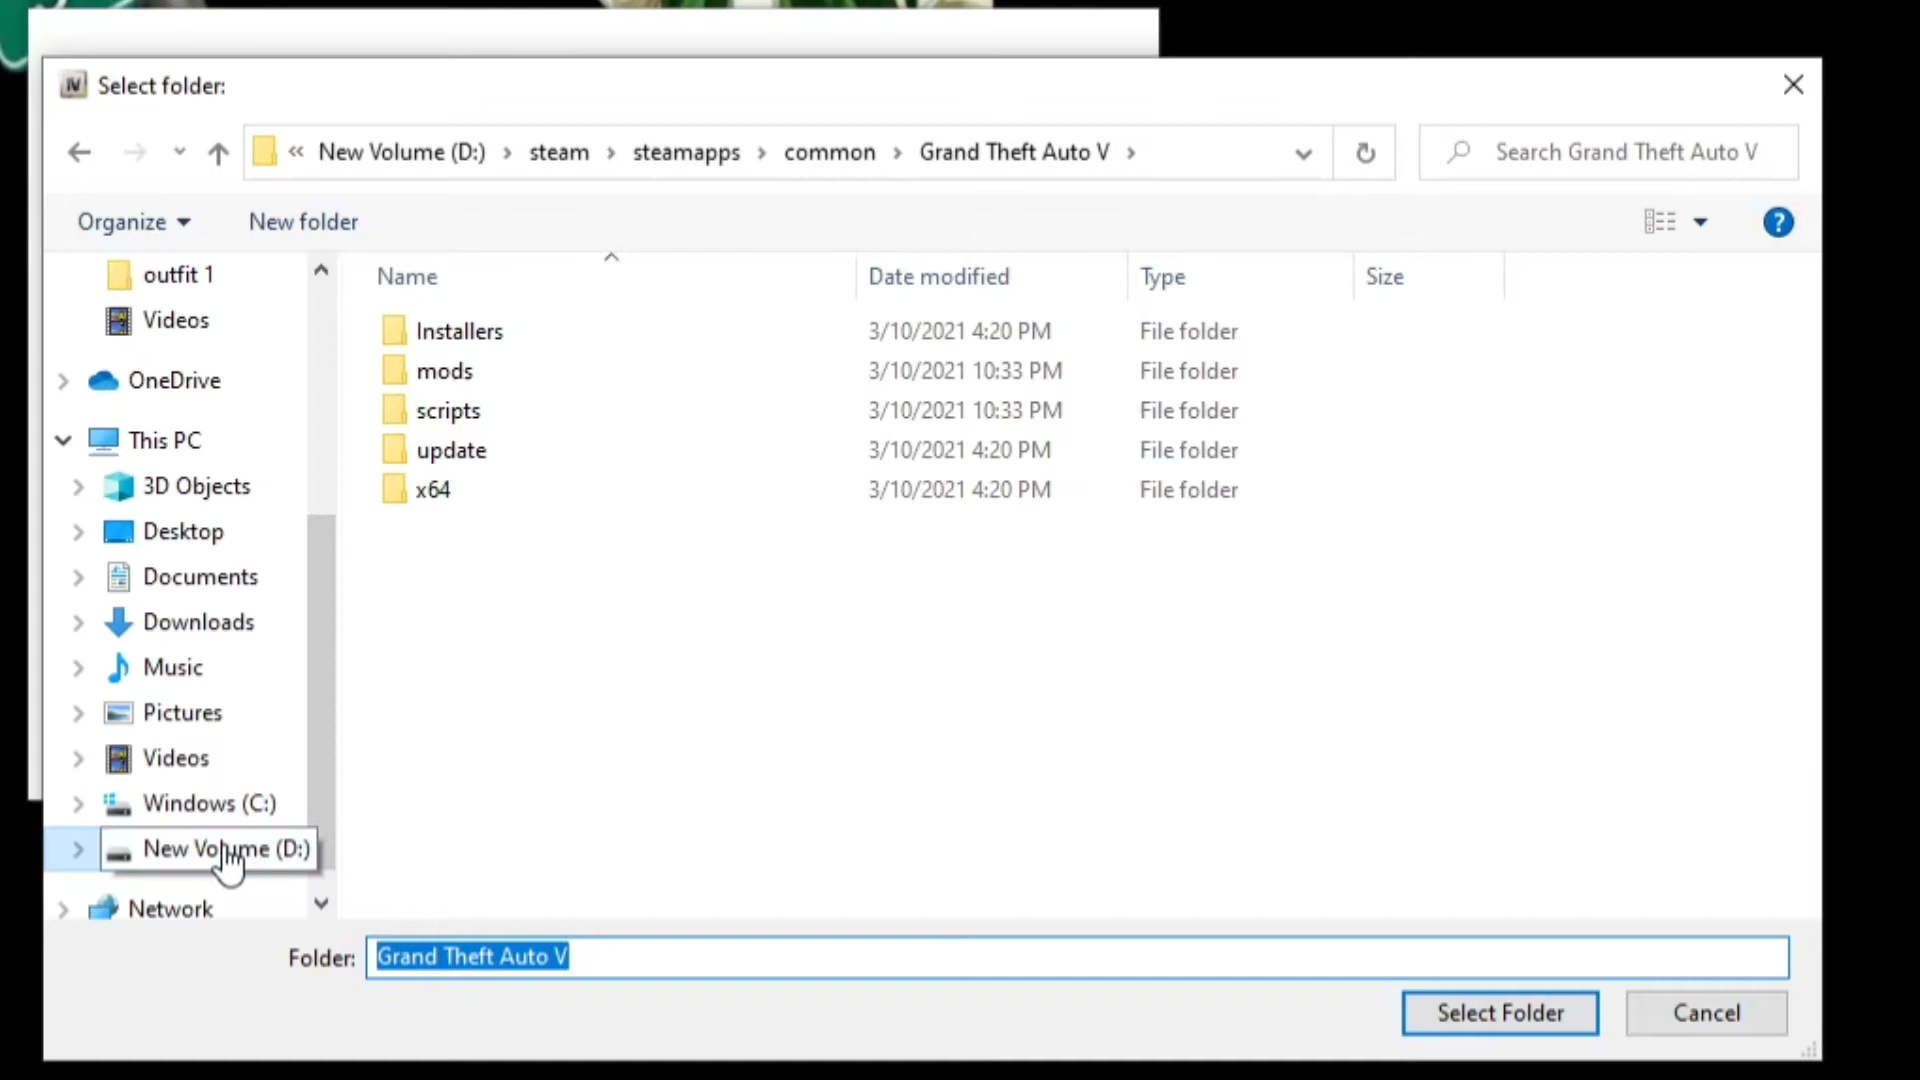 IV Select folder:
« New Volume (D:) > steam > steamapps > common > Grand Theft Auto V >
Search Grand Theft Auto V
Organize New folder
?
outfit 1
Videos
OneDrive
This PC
3D Objects
Desktop
Documents
Downloads
Music
Pictures
Videos
Windows (C:)
New Volume (D:)
Network
Name Date modified Type Size
Installers 3/10/2021 4:20 PM File folder
mods 3/10/2021 10:33 PM File folder
scripts 3/10/2021 10:33 PM File folder
update 3/10/2021 4:20 PM File folder
x64 3/10/2021 4:20 PM File folder
Folder: Grand Theft Auto V
Select Folder Cancel